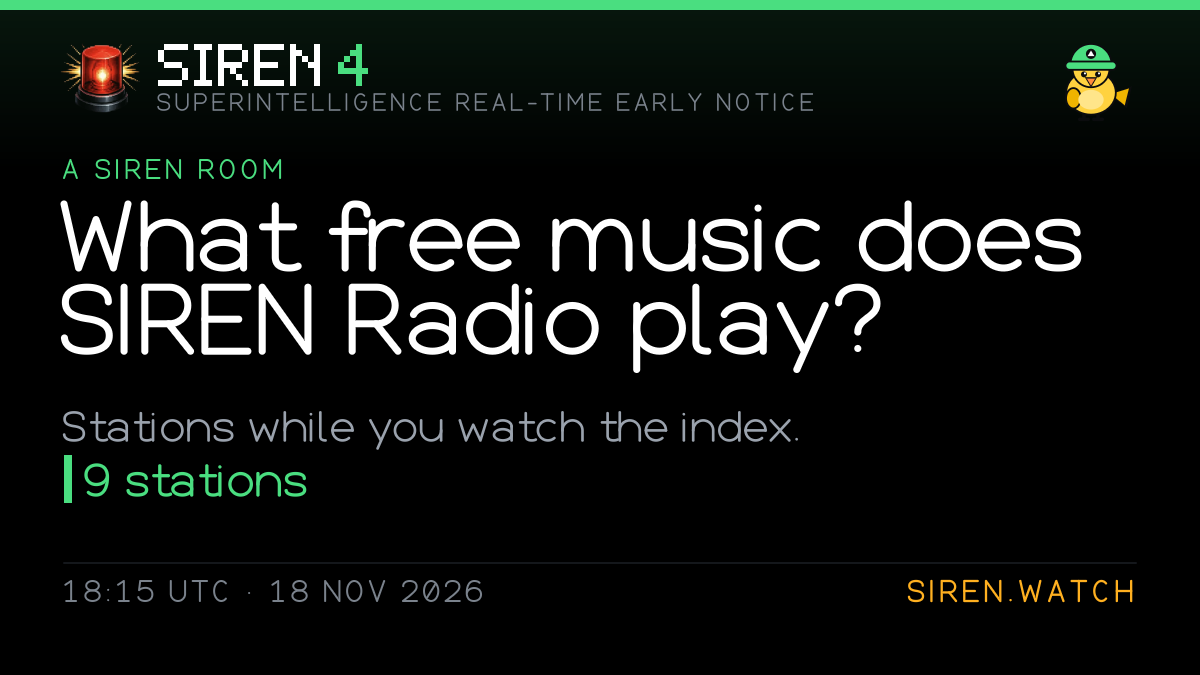 SIREN 4
SUPERINTELLIGENCE REAL-TIME EARLY NOTICE
A SIREN ROOM
What free music does
SIREN Radio play?
Stations while you watch the index.
9 stations
18:15 UTC · 18 NOV 2026
SIREN.WATCH